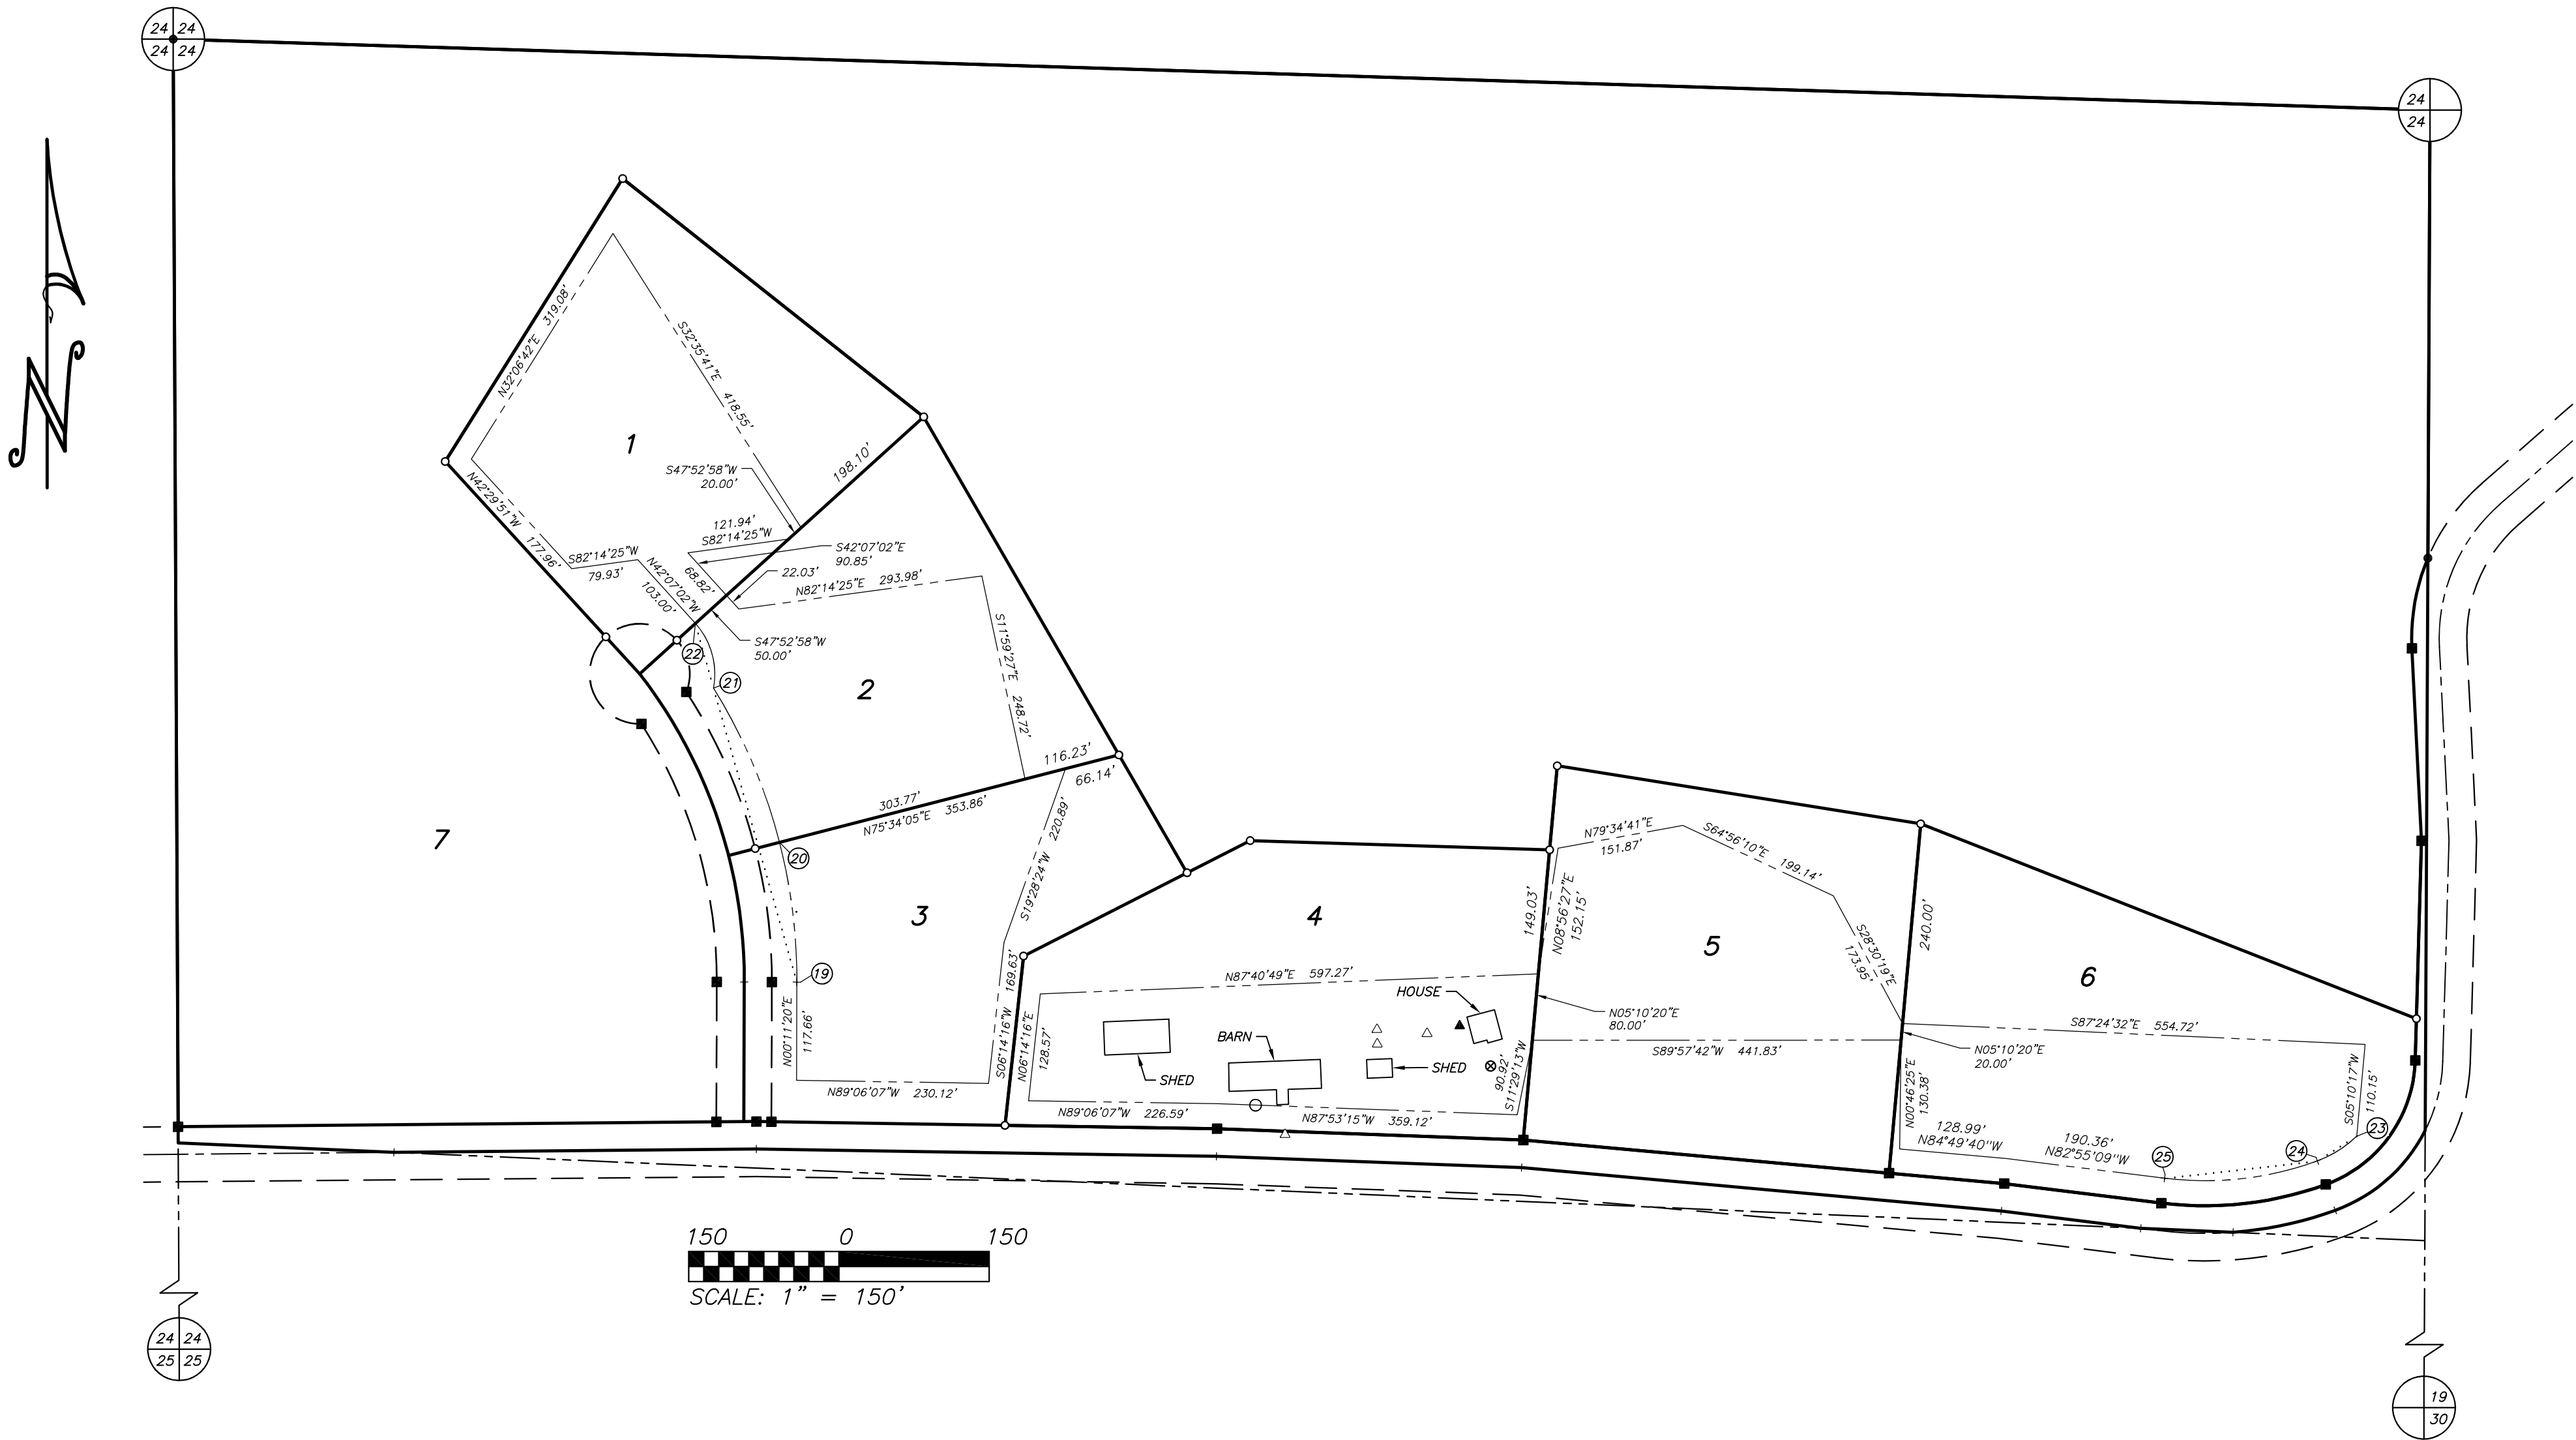 24 24
24 24
24
24
N
N32°06'42"E 319.08'
S32°35'41"E 418.55'
1
198.10'
S47°52'58"W
20.00'
N42°29'51"W 177.96'
121.94'
S82°14'25"W
S42°07'02"E
90.85'
S82°14'25"W
79.93'
N42°07'02"W
103.00'
68.82'
22.03'
N82°14'25"E 293.98'
S47°52'58"W
50.00'
22
21
2
S11°59'27"E 248.72'
116.23'
66.14'
303.77'
N75°34'05"E 353.86'
7
20
S19°28'24"W 220.89'
3
4
149.03'
N08°56'27"E
152.15'
N79°34'41"E
151.87'
S64°56'10"E 199.14'
5
S28°30'19"E
173.95'
240.00'
6
19
N00°11'20"E
117.66'
S06°14'16"W 169.63'
N06°14'16"E
128.57'
N87°40'49"E 597.27'
HOUSE
BARN
SHED
SHED
N05°10'20"E
80.00'
S89°57'42"W 441.83'
S87°24'32"E 554.72'
N05°10'20"E
20.00'
N89°06'07"W 230.12'
N89°06'07"W 226.59'
N87°53'15"W 359.12'
90.92'
S11°29'13"W
N00°46'25"E
130.38'
128.99'
N84°49'40"W
190.36'
N82°55'09"W
S05°10'17"W
110.15'
25
24
23
150 0 150
SCALE: 1" = 150'
24 24
25 25
19
30